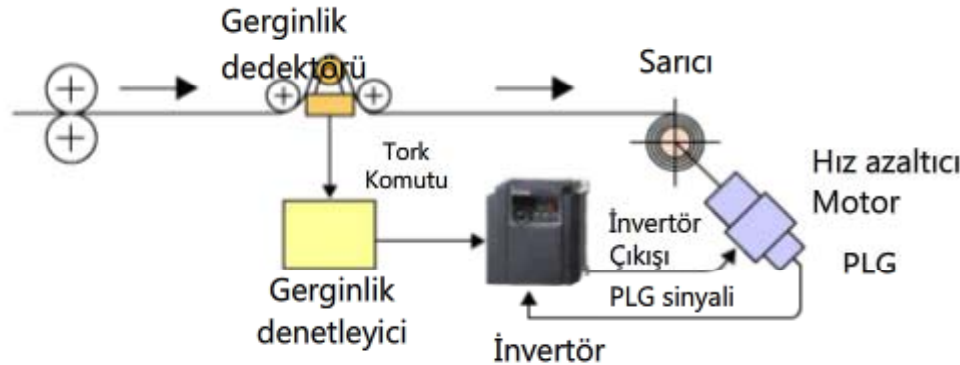 Gerginlik
dedektörü
Sarıcı
Tork
Komutu
Hız azaltıcı
Motor
İnvertör
Çıkışı
PLG
PLG sinyali
Gerginlik
denetleyici
İnvertör